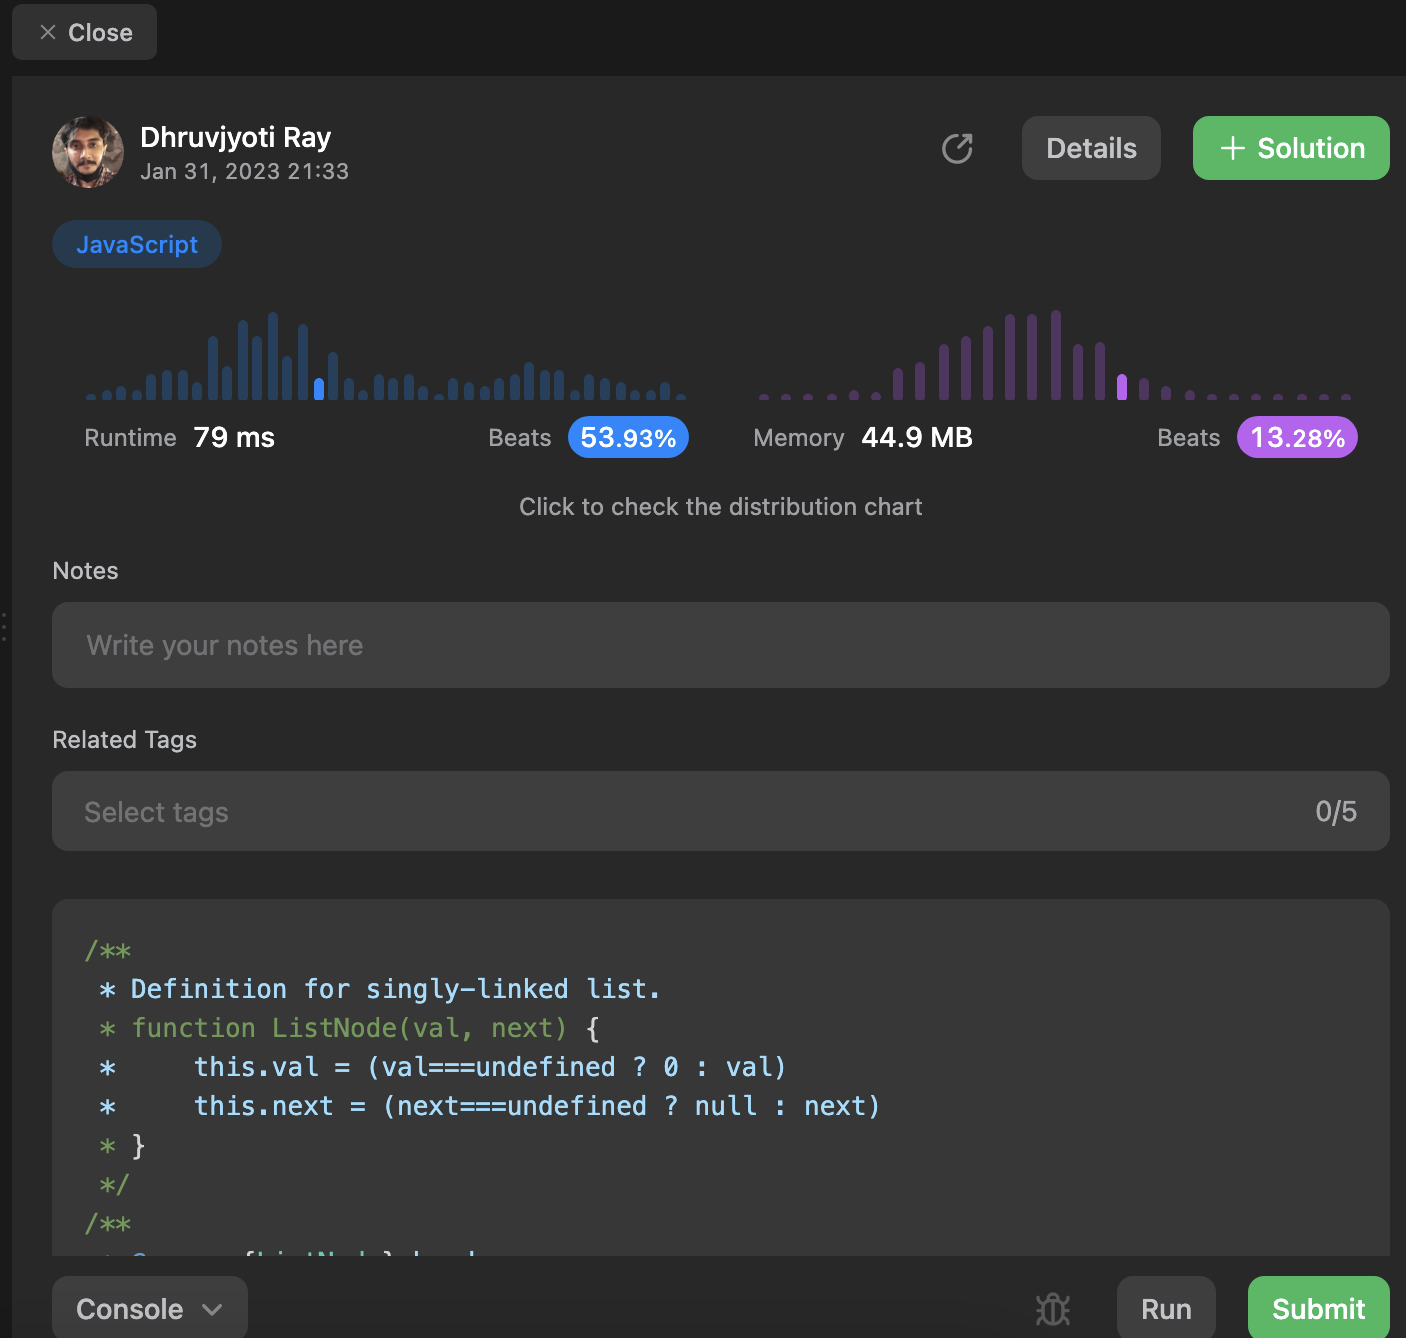 Close
Dhruvjyoti Ray
Jan 31, 2023 21:33
Details
+ Solution
JavaScript
Runtime 79 ms Beats 53.93%
Memory 44.9 MB Beats 13.28%
Click to check the distribution chart
Notes
Write your notes here
Related Tags
Select tags 0/5
/**
 * Definition for singly-linked list.
 * function ListNode(val, next) {
 *     this.val = (val===undefined ? 0 : val)
 *     this.next = (next===undefined ? null : next)
 * }
 */
/**
Console
Run
Submit